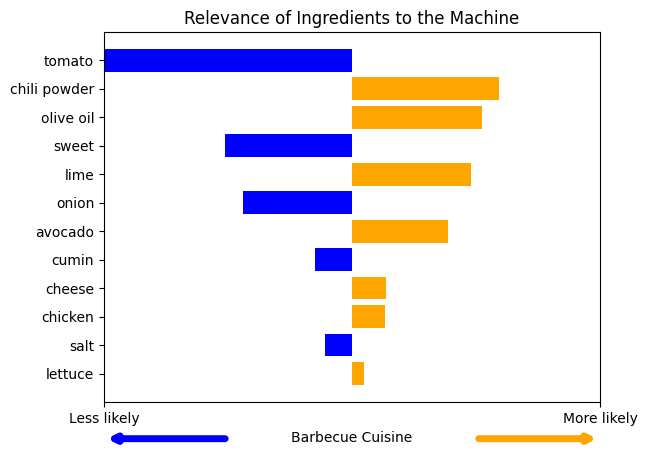 Relevance of Ingredients to the Machine
tomato
chili powder
olive oil
sweet
lime
onion
avocado
cumin
cheese
chicken
salt
lettuce
Less likely
More likely
Barbecue Cuisine